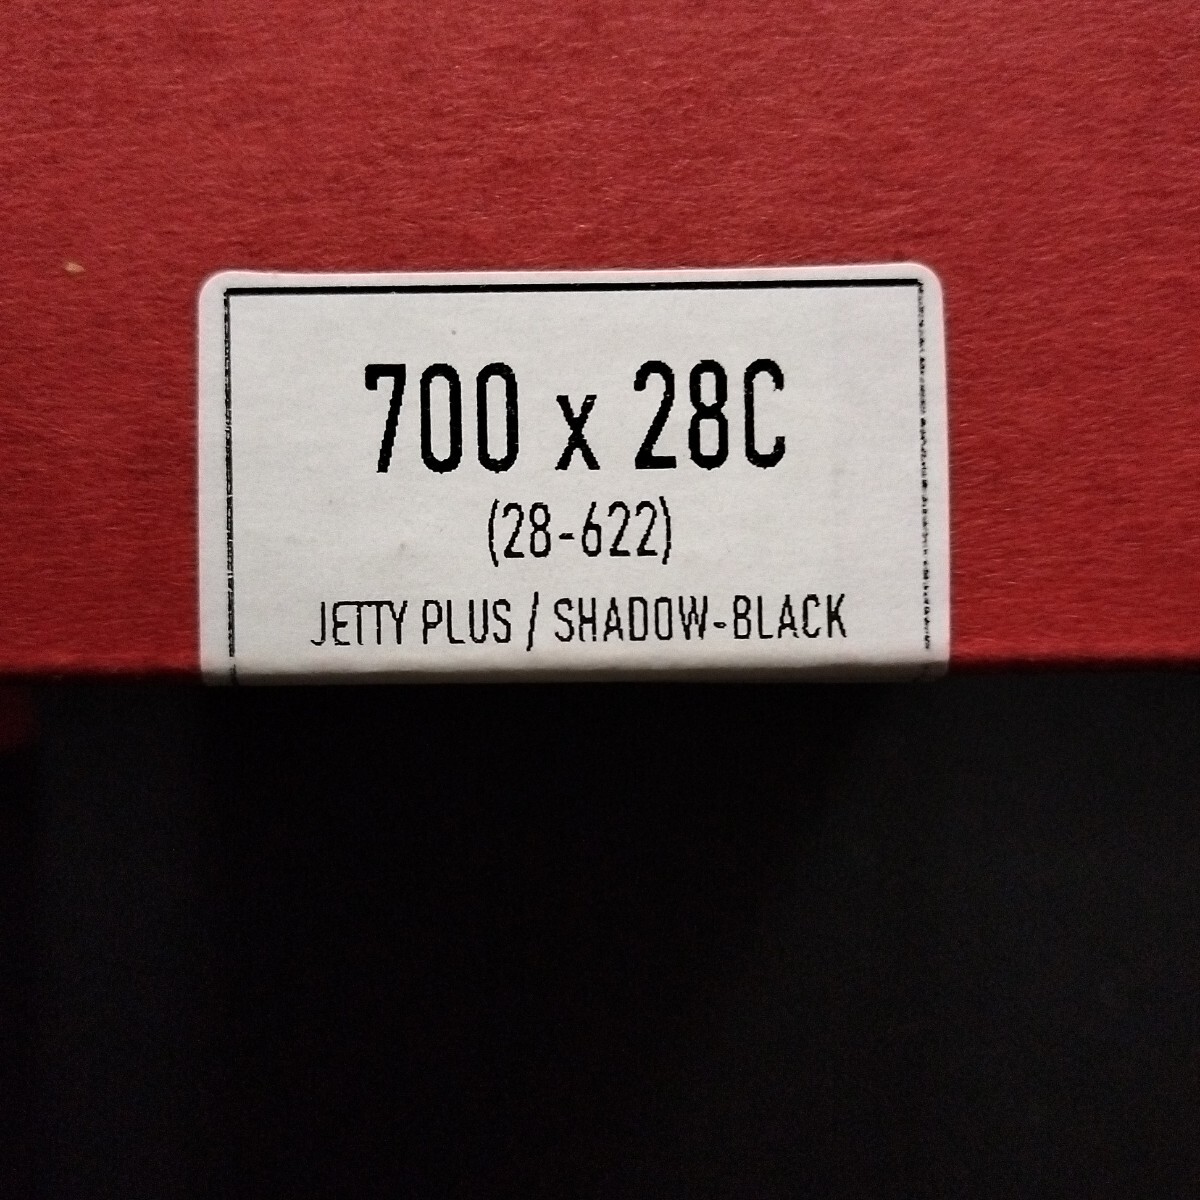 700 x 28C
(28-622)
JETTY PLUS / SHADOW-BLACK